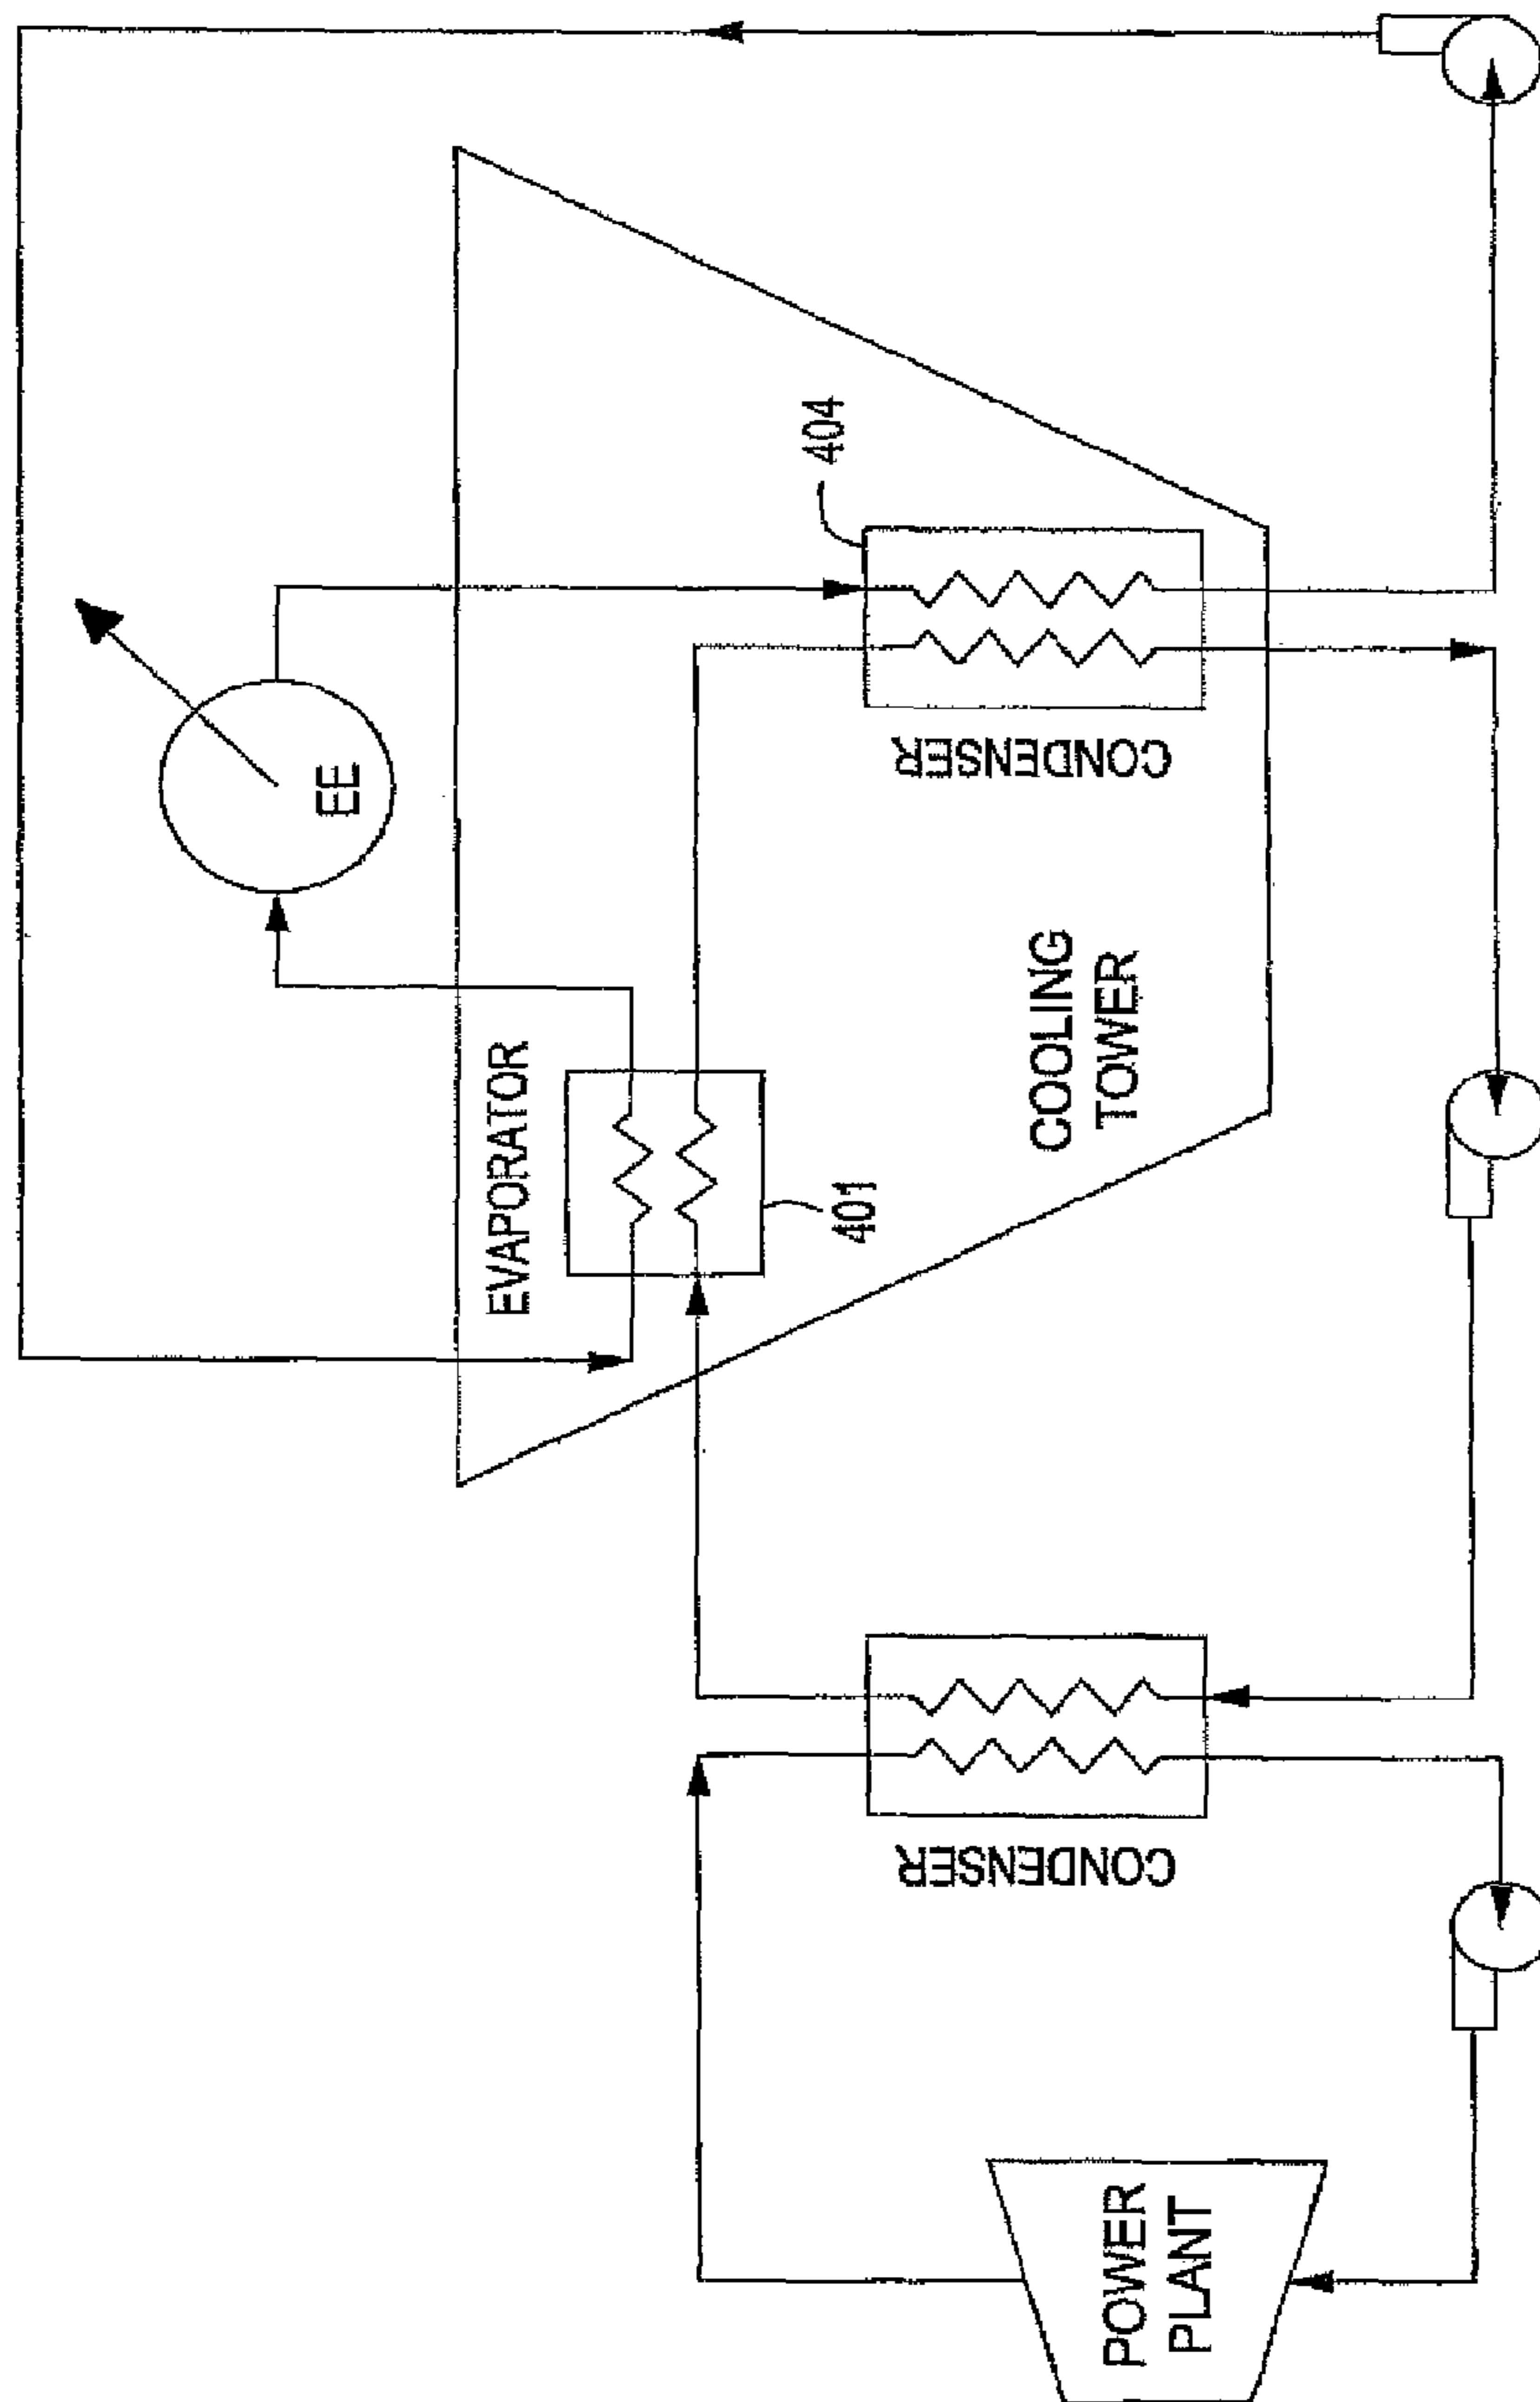 EE
404
EVAPORATOR
401
CONDENSER
COOLING
TOWER
CONDENSER
POWER
PLANT